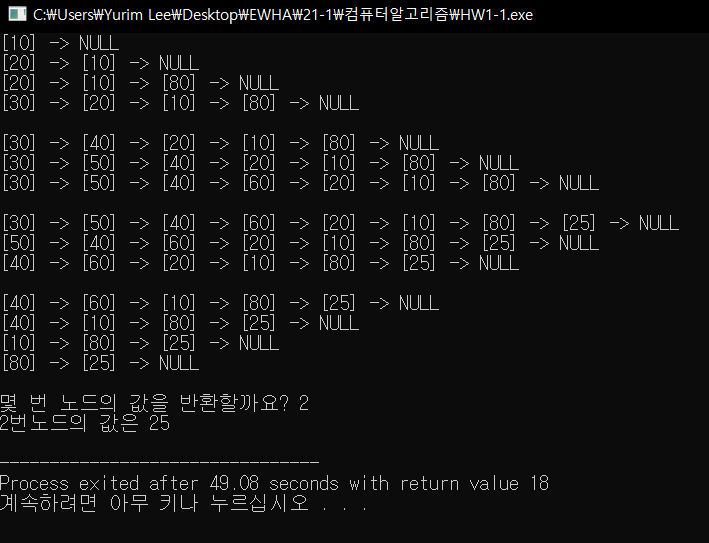 C:₩Users₩Yurim Lee₩Desktop₩EWHA₩21-1₩컴퓨터알고리즘₩HW1-1.exe
[10] -> NULL
[20] -> [10] -> NULL
[20] -> [10] -> [80] -> NULL
[30] -> [20] -> [10] -> [80] -> NULL
[30] -> [40] -> [20] -> [10] -> [80] -> NULL
[30] -> [50] -> [40] -> [20] -> [10] -> [80] -> NULL
[30] -> [50] -> [40] -> [60] -> [20] -> [10] -> [80] -> NULL
[30] -> [50] -> [40] -> [60] -> [20] -> [10] -> [80] -> [25] -> NULL
[50] -> [40] -> [60] -> [20] -> [10] -> [80] -> [25] -> NULL
[40] -> [60] -> [20] -> [10] -> [80] -> [25] -> NULL
[40] -> [60] -> [10] -> [80] -> [25] -> NULL
[40] -> [10] -> [80] -> [25] -> NULL
[10] -> [80] -> [25] -> NULL
[80] -> [25] -> NULL
몇 번 노드의 값을 반환할까요? 2
2번노드의 값은 25
--------------------------------
Process exited after 49.08 seconds with return value 18
계속하려면 아무 키나 누르십시오 . . .